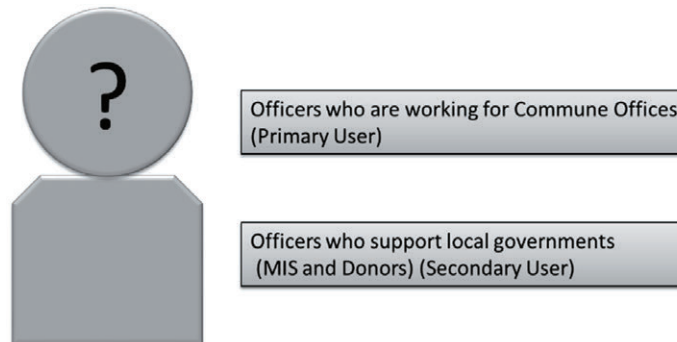 ?
Officers who are working for Commune Offices
(Primary User)
Officers who support local governments
(MIS and Donors) (Secondary User)